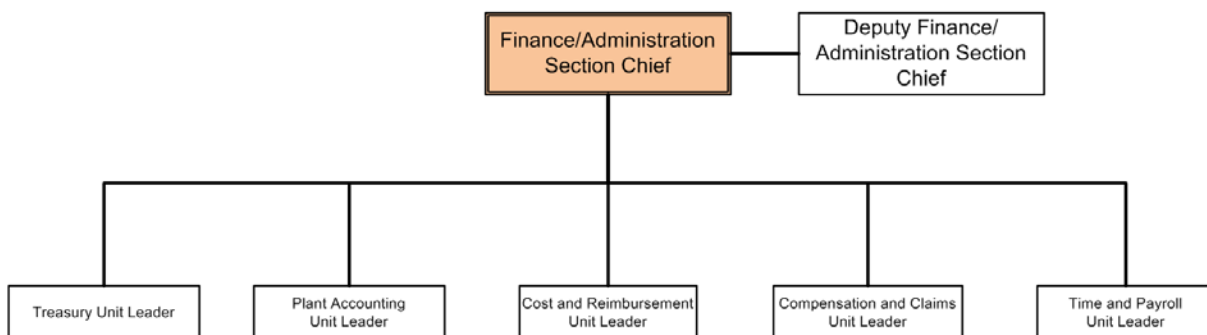 Finance/Administration
Section Chief
Deputy Finance/
Administration Section
Chief
Treasury Unit Leader
Plant Accounting
Unit Leader
Cost and Reimbursement
Unit Leader
Compensation and Claims
Unit Leader
Time and Payroll
Unit Leader